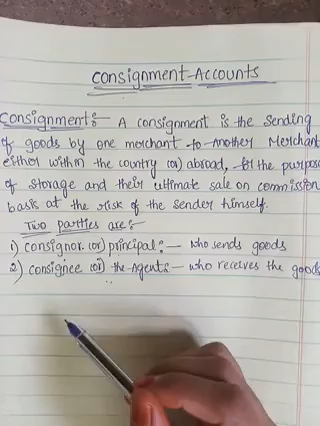 Consignment-Accounts
Consignment:- A consignment is the sending
of goods by one merchant to Another Merchant
either within the country (or) abroad, for the purpose
of storage and their ultimate sale on commission
basis at the risk of the sender himself.
Two parties are:-
1) consignor (or) principal:- who sends goods
2) consignee (or) the Agents - who receives the goods